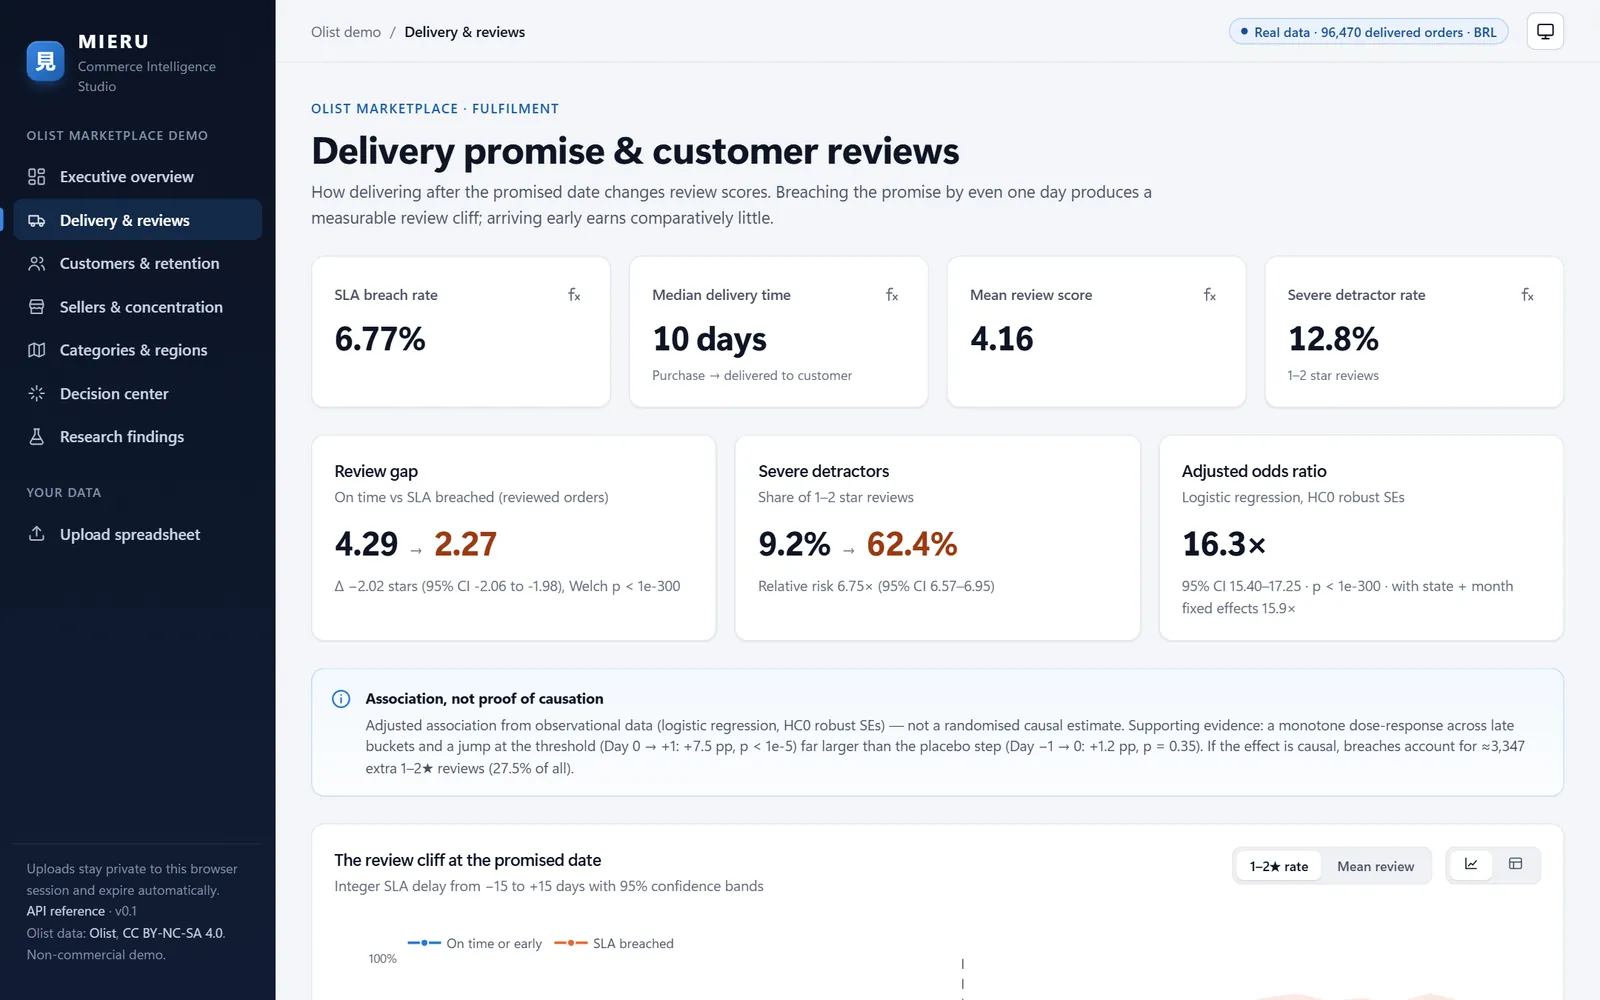 見
MIERU
Commerce Intelligence
Studio
OLIST MARKETPLACE DEMO
Executive overview
Delivery & reviews
Customers & retention
Sellers & concentration
Categories & regions
Decision center
Research findings
YOUR DATA
Upload spreadsheet
Uploads stay private to this browser
session and expire automatically.
API reference · v0.1
Olist data: Olist, CC BY-NC-SA 4.0.
Non-commercial demo.
Olist demo / Delivery & reviews
Real data · 96,470 delivered orders · BRL
OLIST MARKETPLACE · FULFILMENT
Delivery promise & customer reviews
How delivering after the promised date changes review scores. Breaching the promise by even one day produces a
measurable review cliff; arriving early earns comparatively little.
SLA breach rate fx
6.77%
Median delivery time fx
10 days
Purchase → delivered to customer
Mean review score fx
4.16
Severe detractor rate fx
12.8%
1–2 star reviews
Review gap
On time vs SLA breached (reviewed orders)
4.29 → 2.27
Δ −2.02 stars (95% CI -2.06 to -1.98), Welch p < 1e-300
Severe detractors
Share of 1–2 star reviews
9.2% → 62.4%
Relative risk 6.75× (95% CI 6.57–6.95)
Adjusted odds ratio
Logistic regression, HC0 robust SEs
16.3×
95% CI 15.40–17.25 · p < 1e-300 · with state + month
fixed effects 15.9×
Association, not proof of causation
Adjusted association from observational data (logistic regression, HC0 robust SEs) — not a randomised causal estimate. Supporting evidence: a monotone dose-response across late
buckets and a jump at the threshold (Day 0 → +1: +7.5 pp, p < 1e-5) far larger than the placebo step (Day −1 → 0: +1.2 pp, p = 0.35). If the effect is causal, breaches account for ≈3,347
extra 1–2★ reviews (27.5% of all).
The review cliff at the promised date
Integer SLA delay from −15 to +15 days with 95% confidence bands
1–2★ rate
Mean review
On time or early
SLA breached
100%